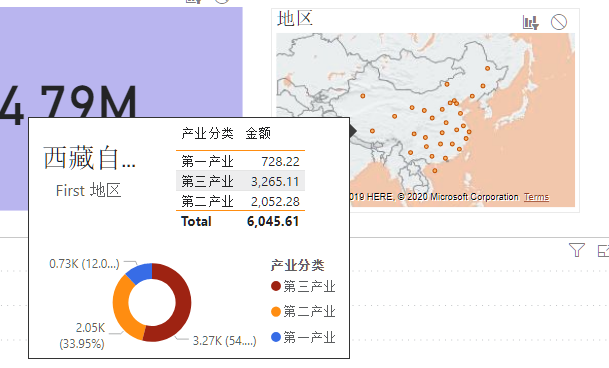 地区
4.79M
西藏自...
First 地区
产业分类 金额
第一产业 728.22
第三产业 3,265.11
第二产业 2,052.28
Total 6,045.61
019 HERE, © 2020 Microsoft Corporation Terms
0.73K (12.0...)
2.05K
(33.95%)
3.27K (54....)
产业分类
第三产业
第二产业
第一产业